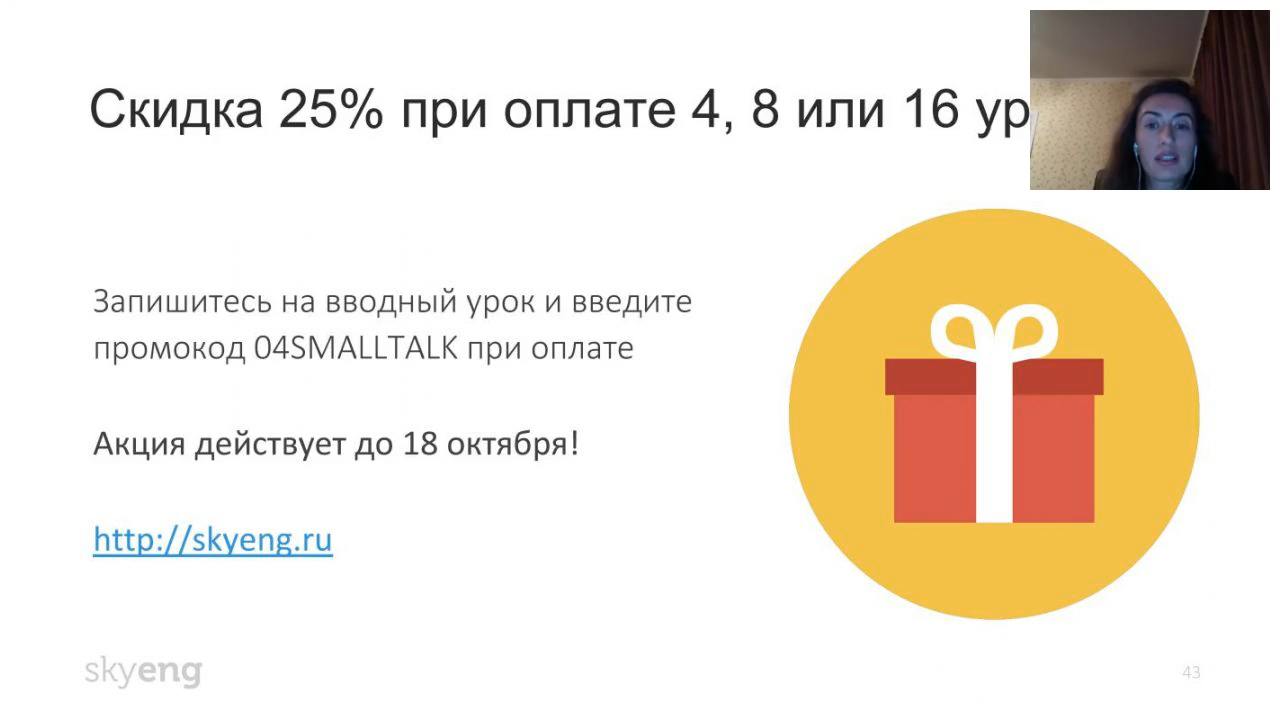 Скидка 25% при оплате 4, 8 или 16
Запишитесь на вводный урок и введите
промокод 04SMALLTALK при оплате
Акция действует до 18 октября!
http://skyeng.ru
skyeng
43